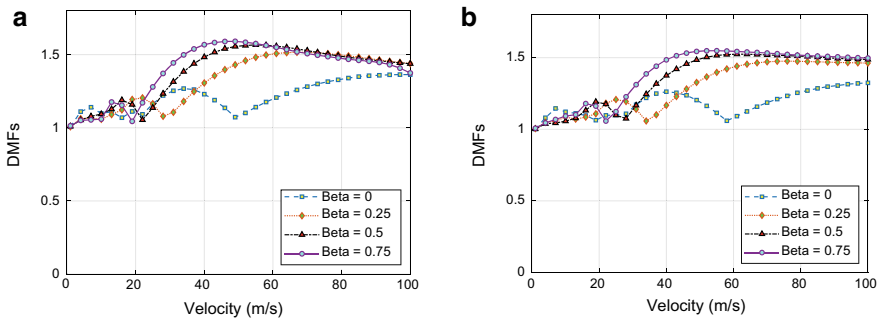 a
1.5
1
0.5
0
DMFs
0 20 40 60 80 100
Velocity (m/s)
Beta = 0
Beta = 0.25
Beta = 0.5
Beta = 0.75
b
1.5
1
0.5
0
DMFs
0 20 40 60 80 100
Velocity (m/s)
Beta = 0
Beta = 0.25
Beta = 0.5
Beta = 0.75